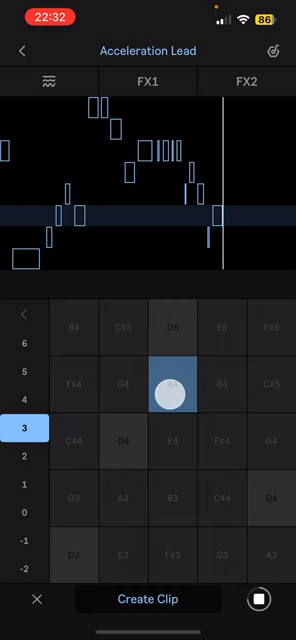 22:32
86
Acceleration Lead
FX1 FX2
B4 C#5 D5 E5 F#5
6
F#4 G4 A4 B4 C#5
5
4
3
C#4 D4 E4 F#4 G4
2
1
G3 A3 B3 C#4 D4
0
-1
D3 E3 F#3 G3 A3
-2
Create Clip